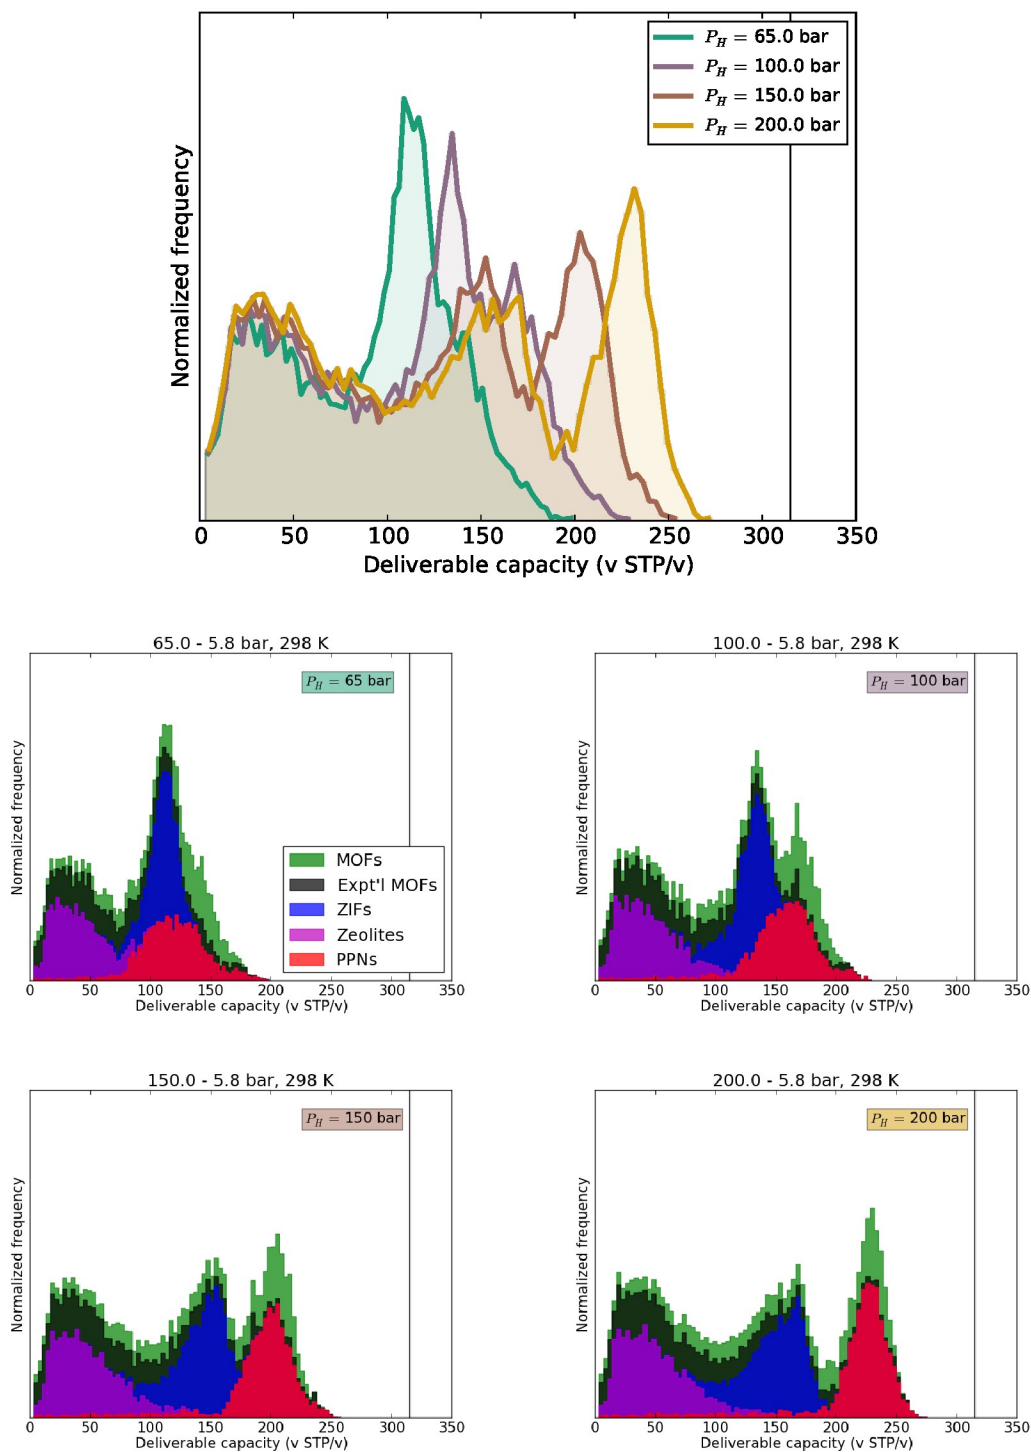 P_H = 65.0 bar
P_H = 100.0 bar
P_H = 150.0 bar
P_H = 200.0 bar
Normalized frequency
0 50 100 150 200 250 300 350
Deliverable capacity (v STP/v)
65.0 - 5.8 bar, 298 K
P_H = 65 bar
Normalized frequency
MOFs
Expt'l MOFs
ZIFs
Zeolites
PPNs
0 50 100 150 200 250 300 350
Deliverable capacity (v STP/v)
100.0 - 5.8 bar, 298 K
P_H = 100 bar
Normalized frequency
0 50 100 150 200 250 300 350
Deliverable capacity (v STP/v)
150.0 - 5.8 bar, 298 K
P_H = 150 bar
Normalized frequency
0 50 100 150 200 250 300 350
Deliverable capacity (v STP/v)
200.0 - 5.8 bar, 298 K
P_H = 200 bar
Normalized frequency
0 50 100 150 200 250 300 350
Deliverable capacity (v STP/v)